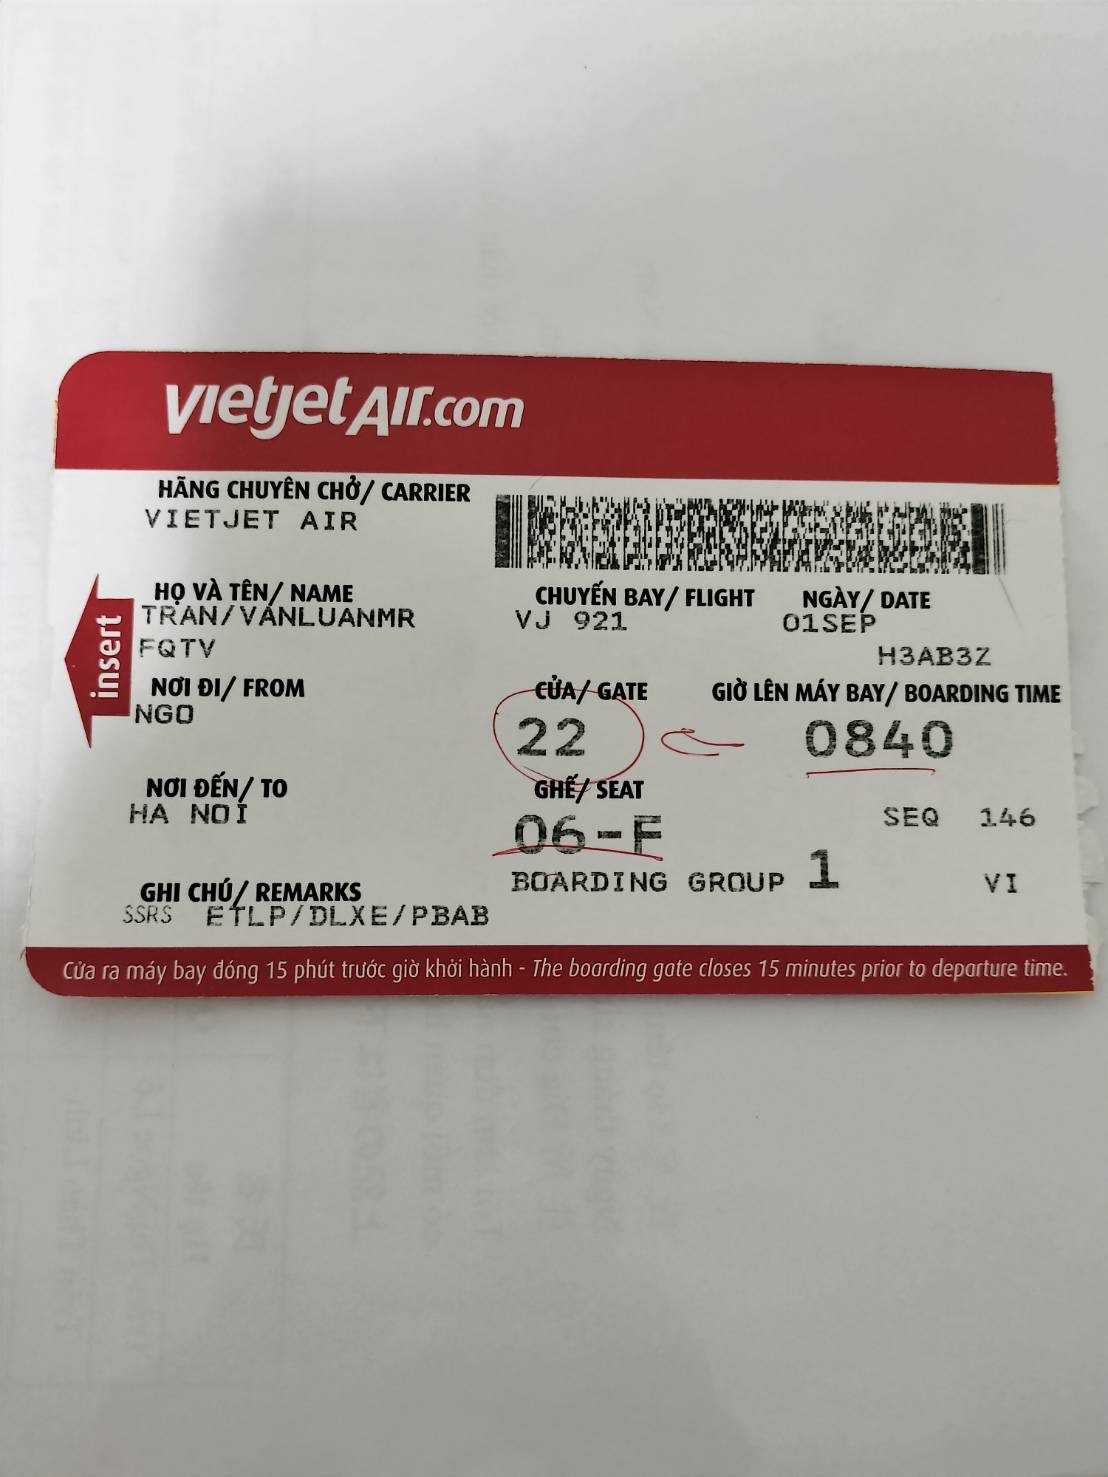 vietjetAir.com
HÃNG CHUYÊN CHỞ/ CARRIER
VIETJET AIR
HỌ VÀ TÊN/ NAME
TRAN/VANLUANMR
FQTV
CHUYẾN BAY/ FLIGHT
VJ 921
NGÀY/ DATE
01SEP
H3AB3Z
insert
NƠI ĐI/ FROM
NGO
CỬA/ GATE
22
GIỜ LÊN MÁY BAY/ BOARDING TIME
0840
NƠI ĐẾN/ TO
HA NOI
GHẾ/ SEAT
06-F
SEQ 146
BOARDING GROUP 1
VI
GHI CHÚ/ REMARKS
SSRS ETLP/DLXE/PBAB
Cửa ra máy bay đóng 15 phút trước giờ khởi hành - The boarding gate closes 15 minutes prior to departure time.